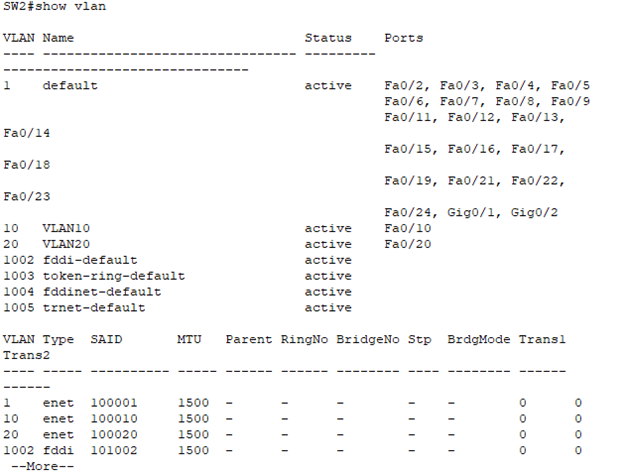 SW2#show vlan
VLAN Name                             Status    Ports
---- -------------------------------- ---------
-------------------------------
1    default                          active    Fa0/2, Fa0/3, Fa0/4, Fa0/5
                                                Fa0/6, Fa0/7, Fa0/8, Fa0/9
                                                Fa0/11, Fa0/12, Fa0/13,
Fa0/14
                                                Fa0/15, Fa0/16, Fa0/17,
Fa0/18
                                                Fa0/19, Fa0/21, Fa0/22,
Fa0/23
                                                Fa0/24, Gig0/1, Gig0/2
10   VLAN10                           active    Fa0/10
20   VLAN20                           active    Fa0/20
1002 fddi-default                     active
1003 token-ring-default               active
1004 fddinet-default                  active
1005 trnet-default                    active
VLAN Type  SAID       MTU   Parent RingNo BridgeNo Stp  BrdgMode Trans1
Trans2
---- ----- ---------- ----- ------ ------ -------- ---- -------- ------
------
1    enet  100001     1500  -      -      -        -    -        0      0
10   enet  100010     1500  -      -      -        -    -        0      0
20   enet  100020     1500  -      -      -        -    -        0      0
1002 fddi  101002     1500  -      -      -        -    -        0      0
 --More--